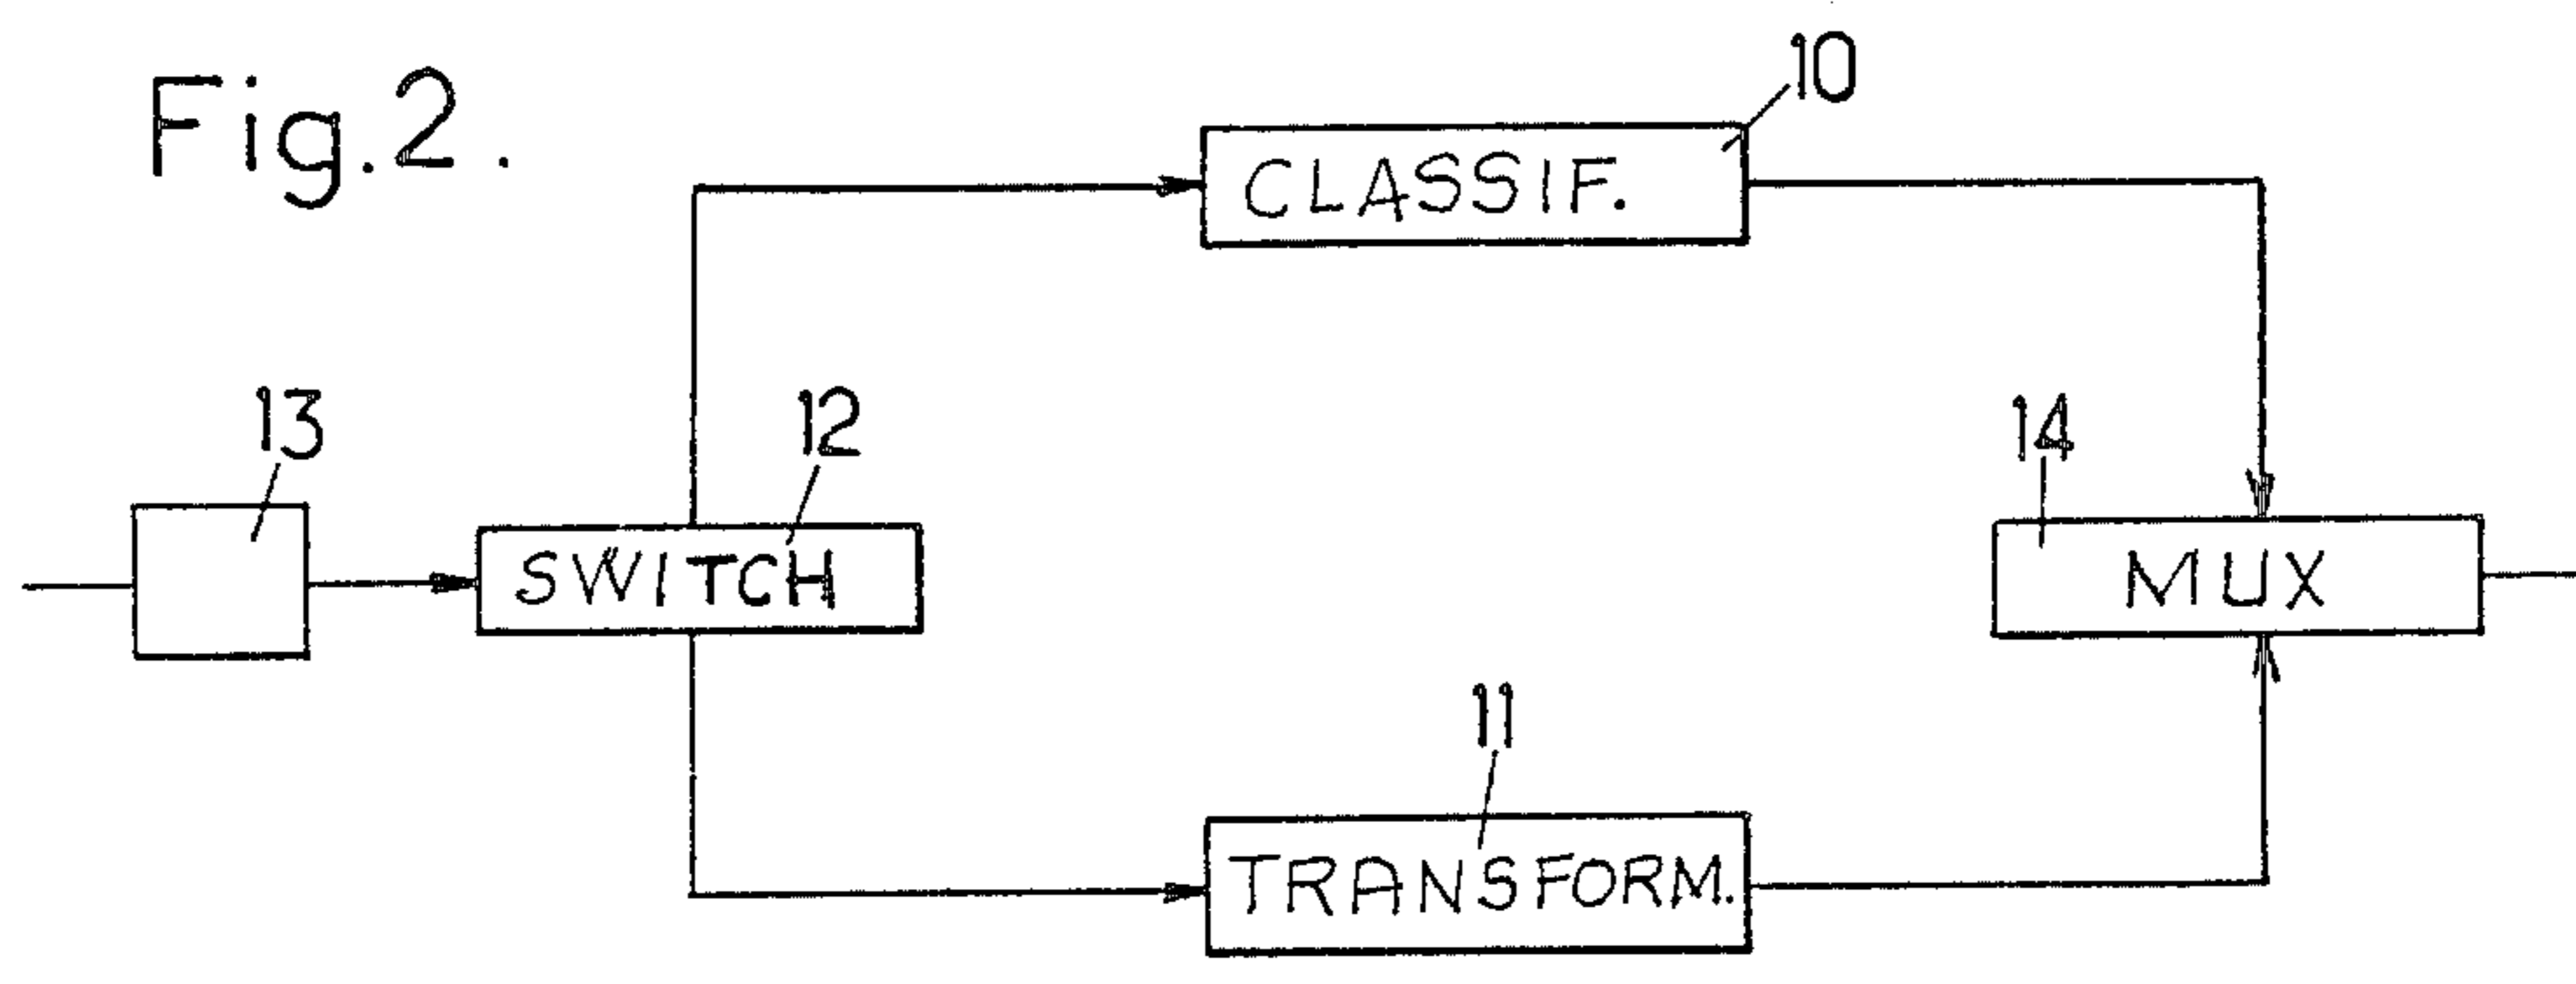 Fig.2.
10
CLASSIF.
13
12
14
SWITCH
MUX
11
TRANSFORM.